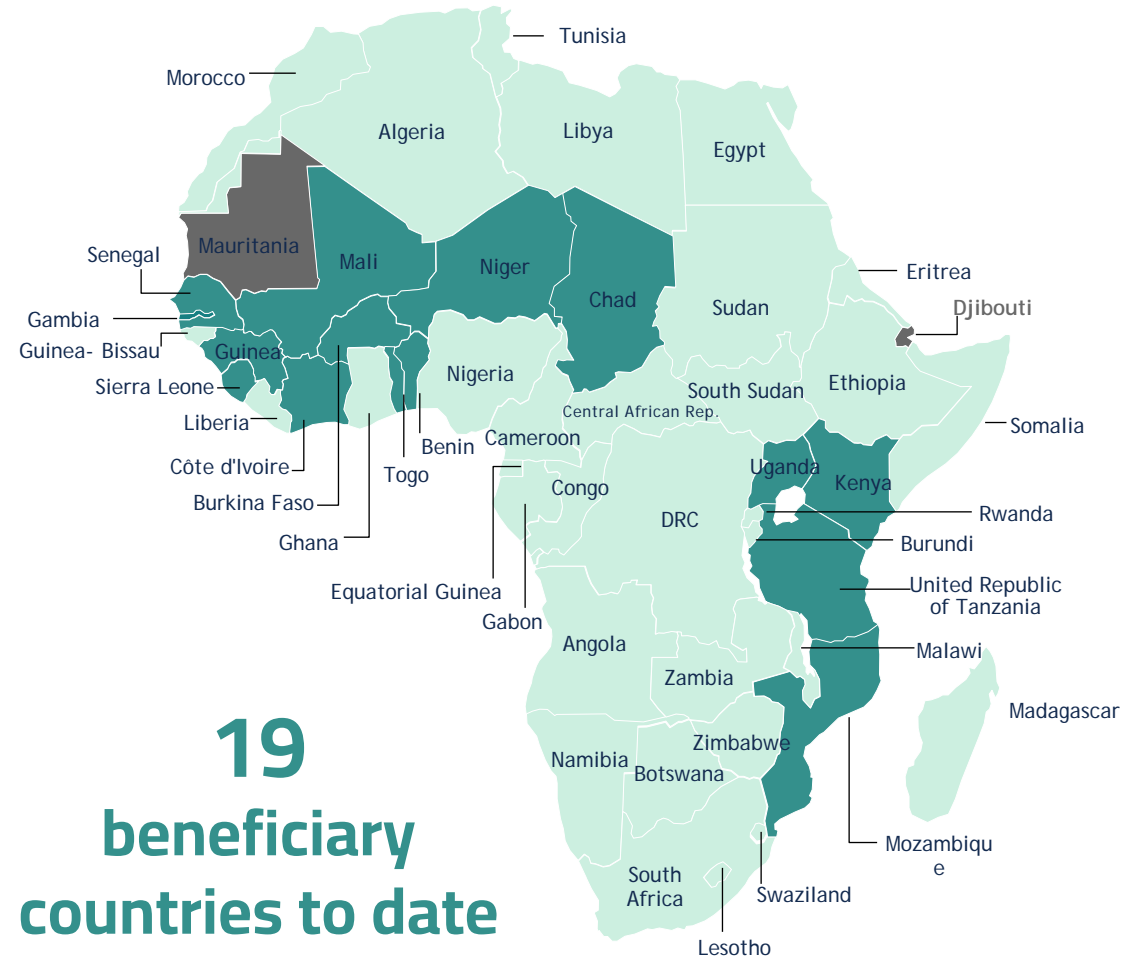 Tunisia
Morocco
Algeria
Libya
Egypt
Mauritania
Senegal
Mali
Niger
Eritrea
Chad
Sudan
Djibouti
Gambia
Guinea- Bissau
Guinea
Nigeria
Ethiopia
Sierra Leone
South Sudan
Central African Rep.
Liberia
Somalia
Benin
Cameroon
Côte d'Ivoire
Togo
Uganda
Kenya
Burkina Faso
Congo
DRC
Rwanda
Ghana
Burundi
Equatorial Guinea
United Republic
of Tanzania
Gabon
Angola
Malawi
Zambia
Madagascar
19
beneficiary
countries to date
Zimbabwe
Namibia
Botswana
Mozambiqu
e
South
Africa
Swaziland
Lesotho